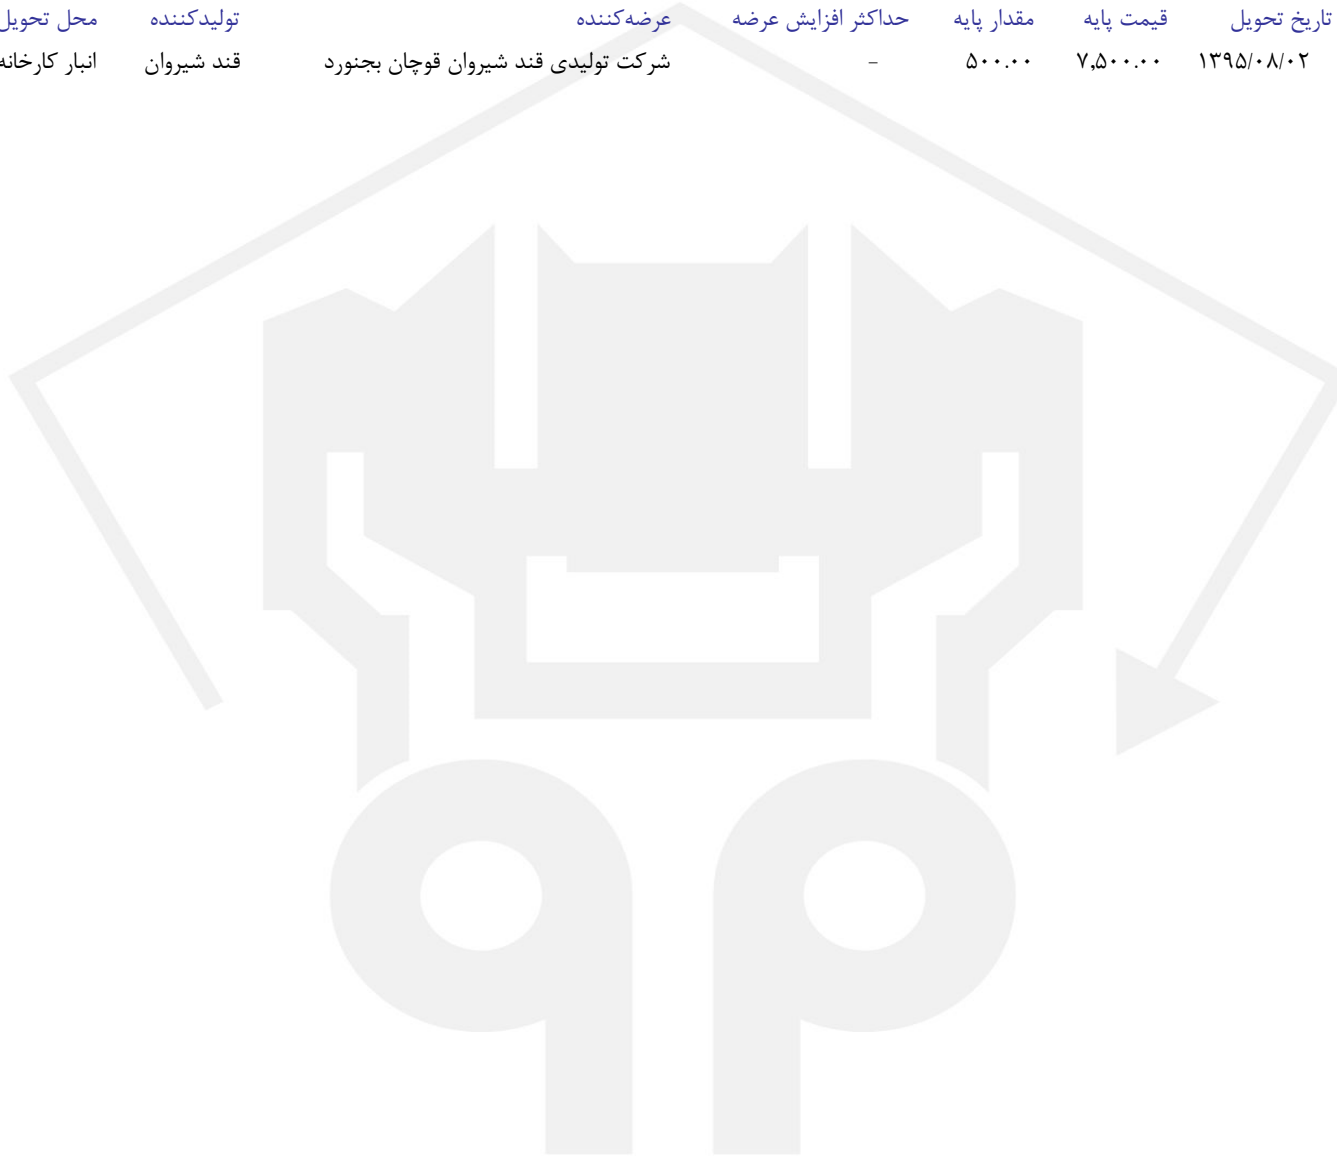 تاریخ تحویل قیمت پایه مقدار پایه حداکثر افزایش عرضه عرضه‌کننده تولیدکننده محل تحویل
۱۳۹۵/۰۸/۰۲ ۷,۵۰۰.۰۰ ۵۰۰.۰۰ - شرکت تولیدی قند شیروان قوچان بجنورد قند شیروان انبار کارخانه